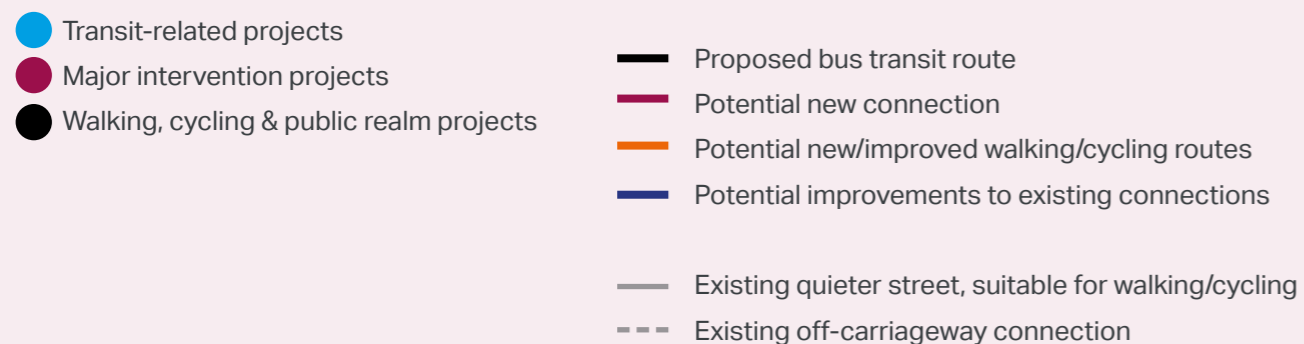 Transit-related projects
Major intervention projects
Walking, cycling & public realm projects
Proposed bus transit route
Potential new connection
Potential new/improved walking/cycling routes
Potential improvements to existing connections
Existing quieter street, suitable for walking/cycling
Existing off-carriageway connection